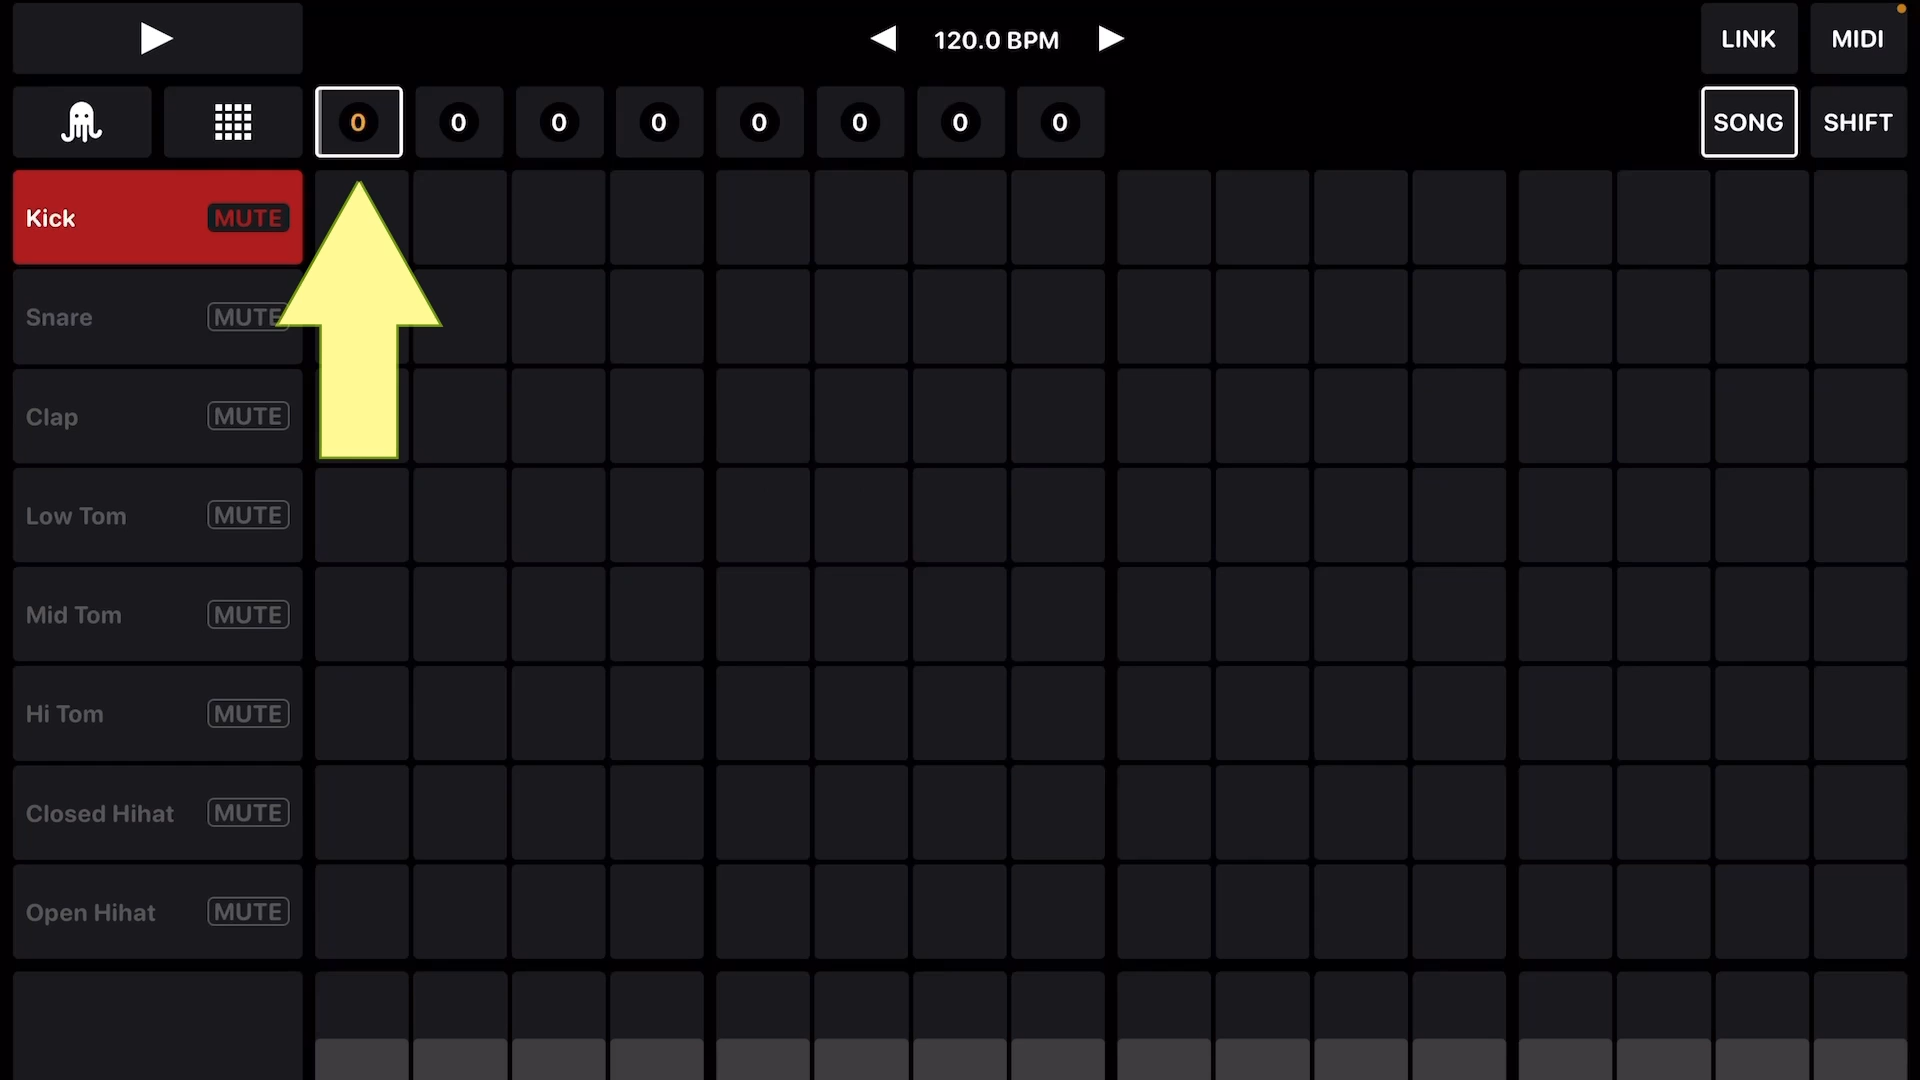 120.0 BPM
LINK
MIDI
0 0 0 0 0 0 0 0
SONG
SHIFT
Kick MUTE
Snare MUTE
Clap MUTE
Low Tom MUTE
Mid Tom MUTE
Hi Tom MUTE
Closed Hihat MUTE
Open Hihat MUTE